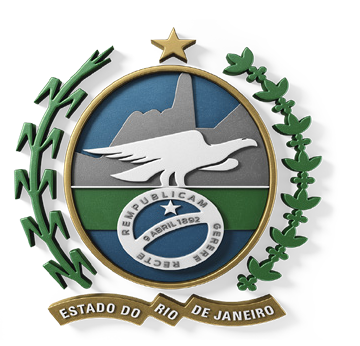 RECTE REMPUBLICAM GERERE
9 ABRIL 1892
ESTADO DO RIO DE JANEIRO